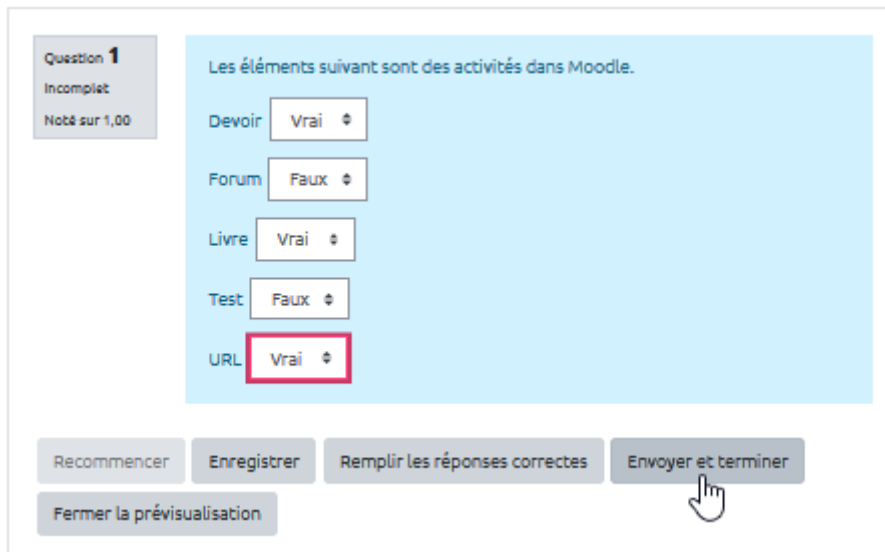 Question 1
Incomplet
Noté sur 1,00
Les éléments suivant sont des activités dans Moodle.
Devoir Vrai
Forum Faux
Livre Vrai
Test Faux
URL Vrai
Recommencer Enregistrer Remplir les réponses correctes Envoyer et terminer
Fermer la prévisualisation